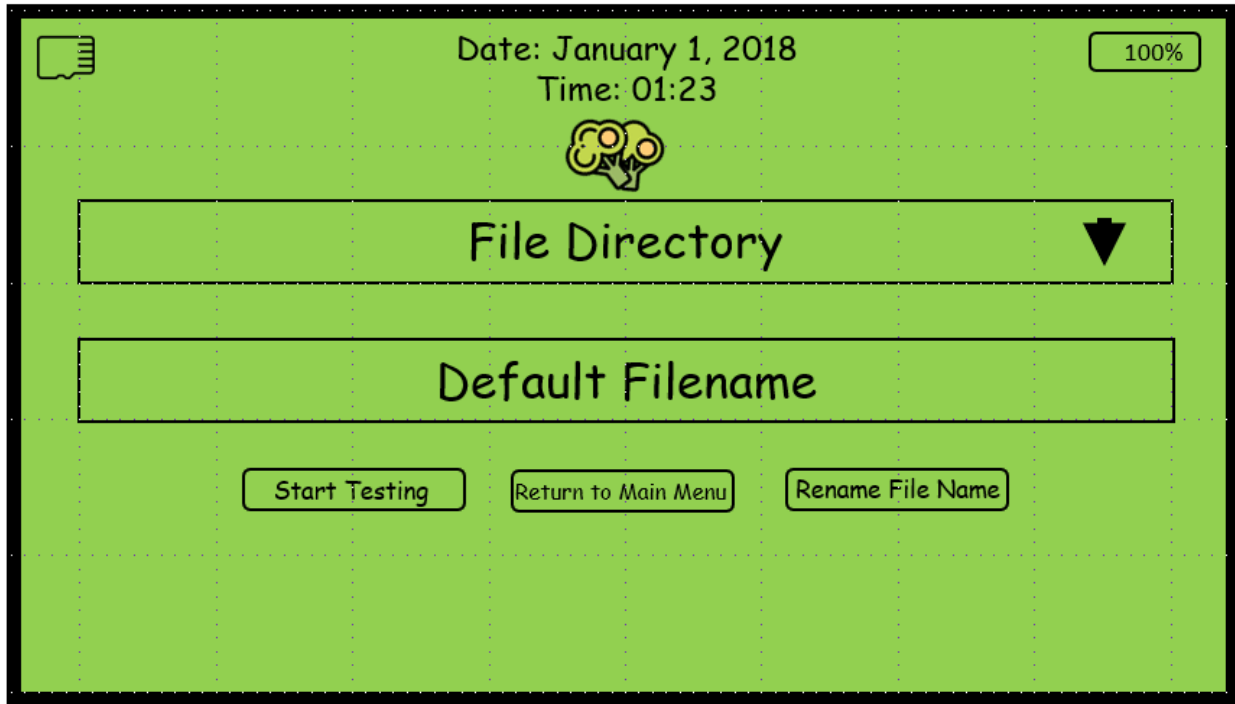 Date: January 1, 2018
100%
Time: 01:23
File Directory
Default Filename
Start Testing
Return to Main Menu
Rename File Name